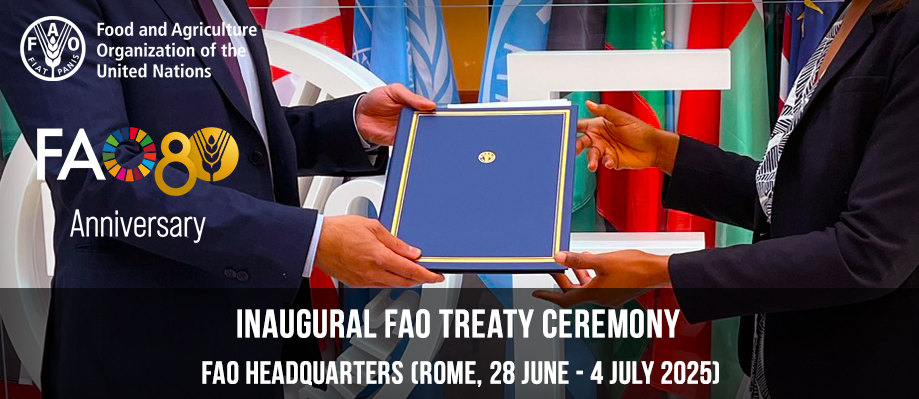 FAO
FIAT PANIS
Food and Agriculture
Organization of the
United Nations
FAO80
Anniversary
INAUGURAL FAO TREATY CEREMONY
FAO HEADQUARTERS (ROME, 28 JUNE - 4 JULY 2025)